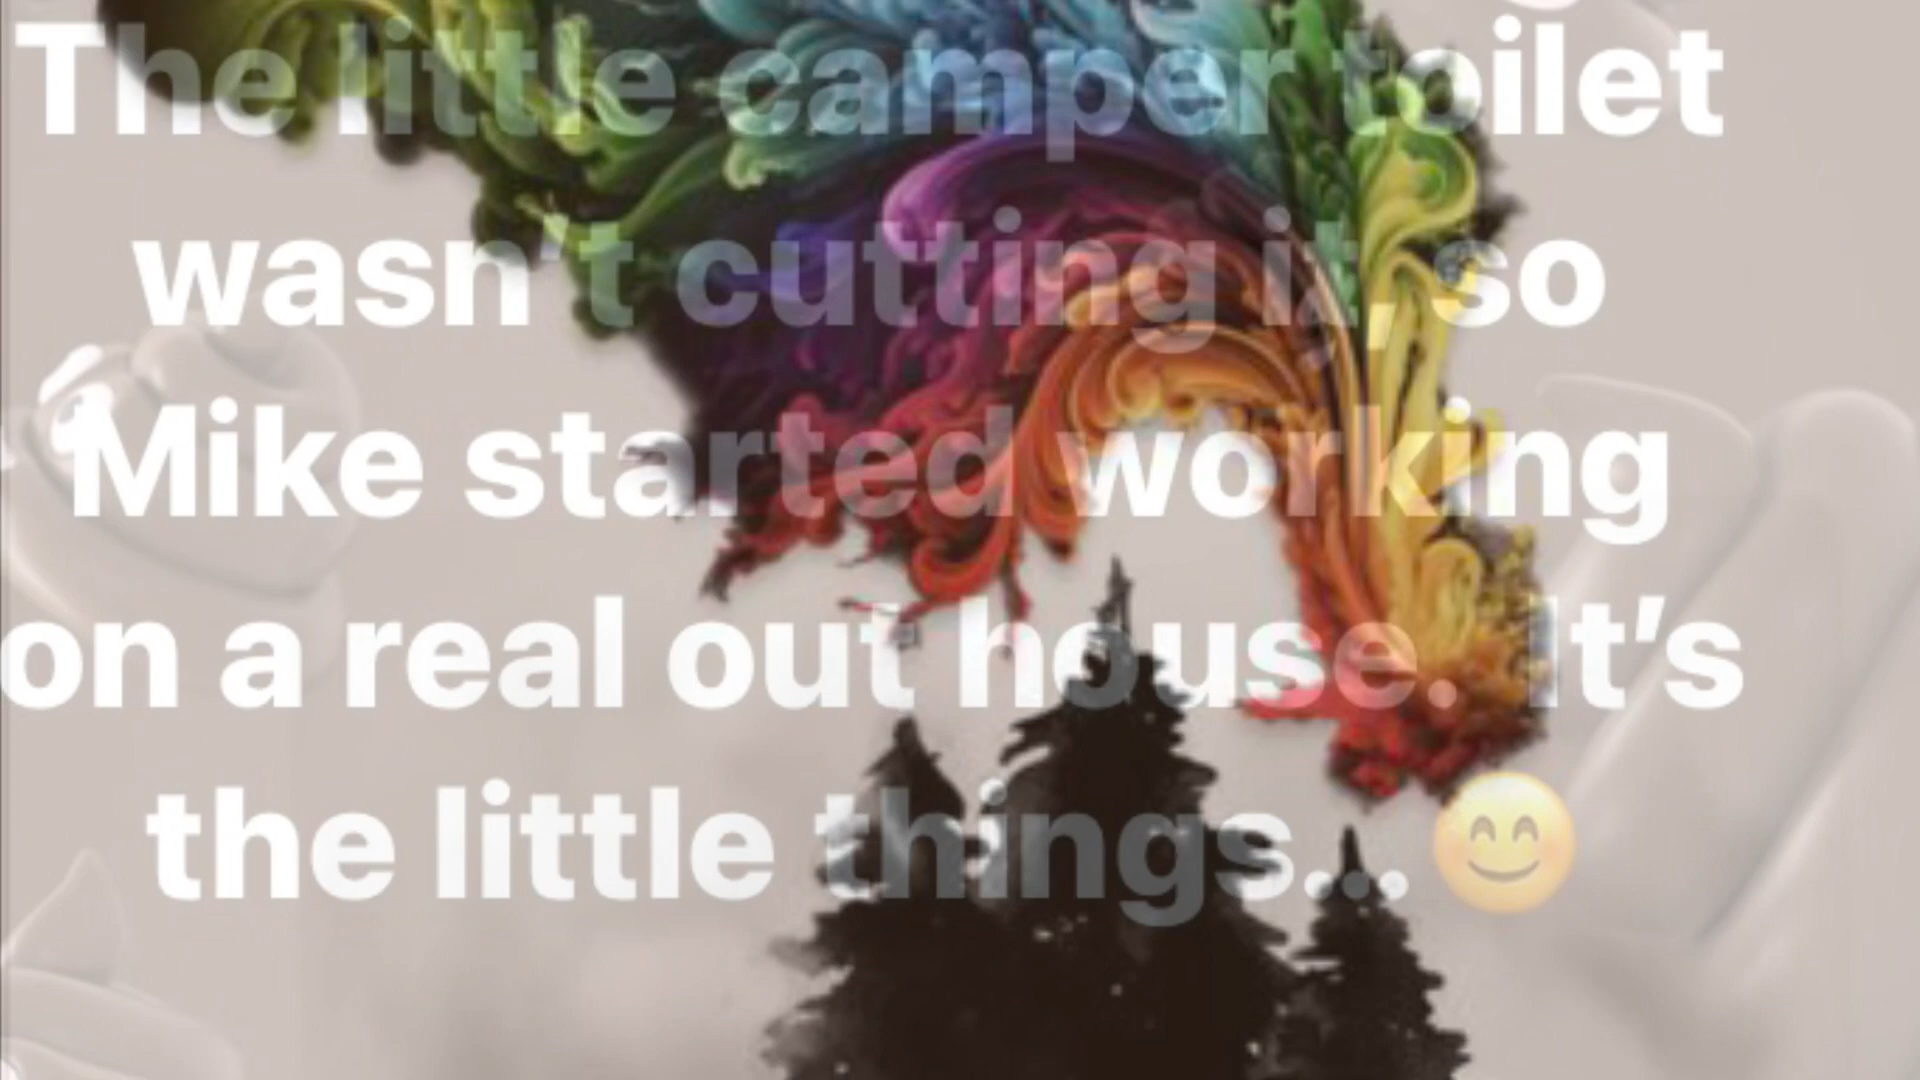 The little camper toilet
wasn't cutting it, so
Mike started working
on a real out house. It's
the little things... 😊